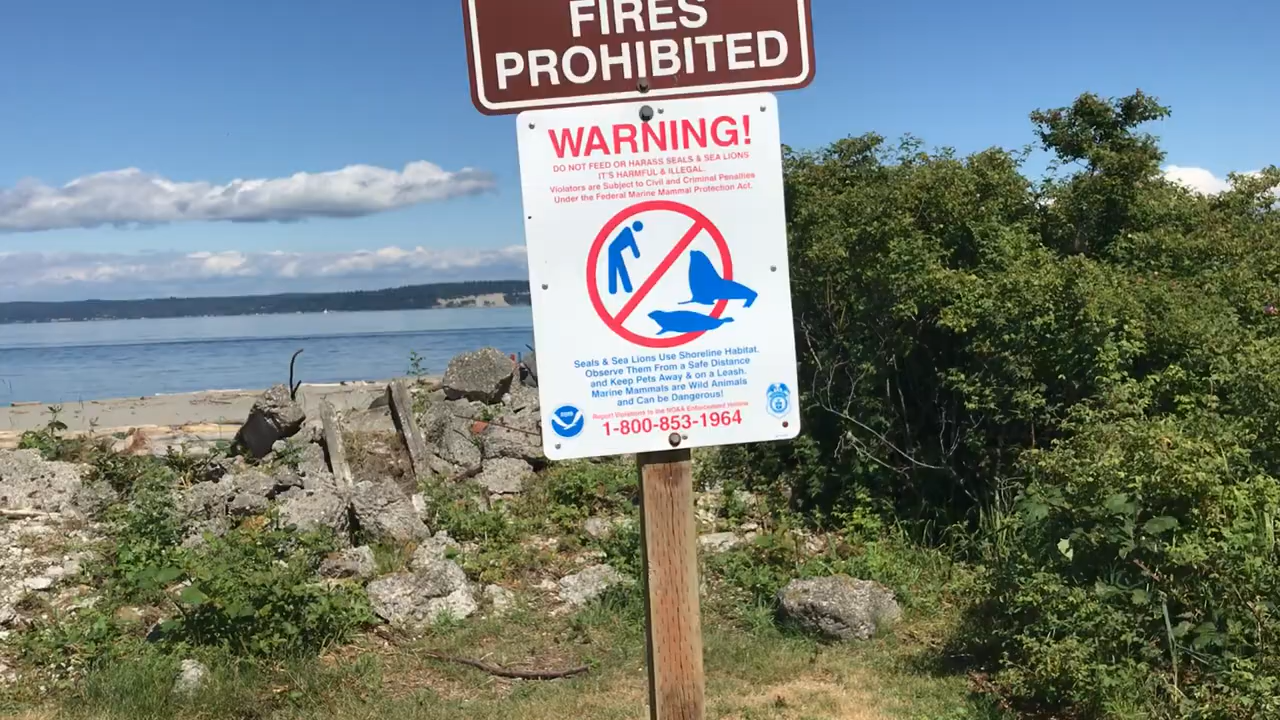 FIRES
PROHIBITED
WARNING!
DO NOT FEED OR HARASS SEALS & SEA LIONS
IT'S HARMFUL & ILLEGAL.
Violators are Subject to Civil and Criminal Penalties
Under the Federal Marine Mammal Protection Act.
Seals & Sea Lions Use Shoreline Habitat.
Observe Them From a Safe Distance
and Keep Pets Away & on a Leash.
Marine Mammals are Wild Animals
and Can be Dangerous!
Report Violations to the NOAA Enforcement Hotline
1-800-853-1964
NOAA